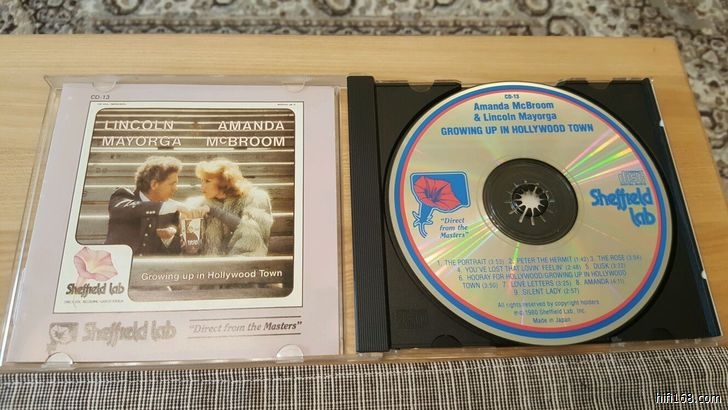 CD-13
LINCOLN AMANDA
MAYORGA McBROOM
Growing up in Hollywood Town
Sheffield Lab
Sheffield Lab "Direct from the Masters"
CD-13
Amanda McBroom
& Lincoln Mayorga
GROWING UP IN HOLLYWOOD TOWN
Sheffield
Lab
"Direct
from the
Masters"
1. THE PORTRAIT (3:53) 2. PETER THE HERMIT (1:42) 3. THE ROSE (3:54)
4. YOU'VE LOST THAT LOVIN' FEELIN' (2:48) 5. DUSK (3:22)
6. HOORAY FOR HOLLYWOOD/GROWING UP IN HOLLYWOOD
TOWN (3:50) 7. LOVE LETTERS (3:25) 8. AMANDA (4:11)
9. SILENT LADY (2:57)
All rights reserved by copyright holders
℗© 1980 Sheffield Lab, Inc.
Made in Japan
hifi168.com